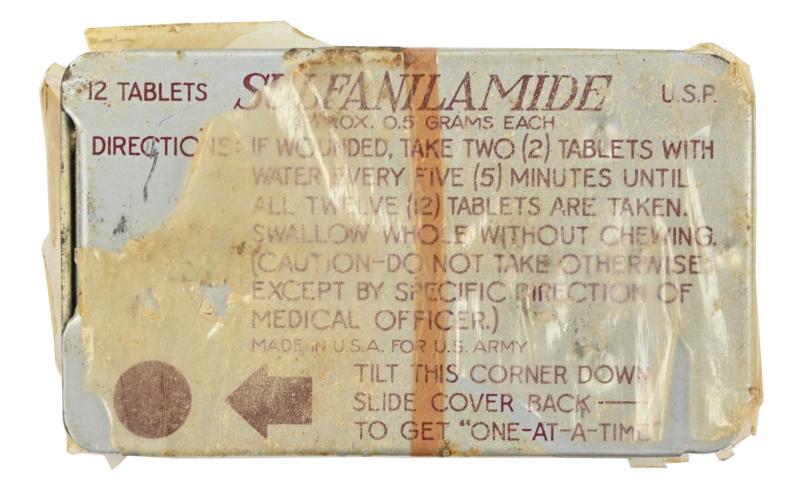 12 TABLETS SULFANILAMIDE U.S.P.
APPROX. 0.5 GRAMS EACH
DIRECTIONS: IF WOUNDED, TAKE TWO (2) TABLETS WITH
WATER EVERY FIVE (5) MINUTES UNTIL
ALL TWELVE (12) TABLETS ARE TAKEN.
SWALLOW WHOLE WITHOUT CHEWING.
(CAUTION-DO NOT TAKE OTHERWISE
EXCEPT BY SPECIFIC DIRECTION OF
MEDICAL OFFICER.)
MADE IN U.S.A. FOR U.S. ARMY
TILT THIS CORNER DOWN
SLIDE COVER BACK —
TO GET "ONE-AT-A-TIME"